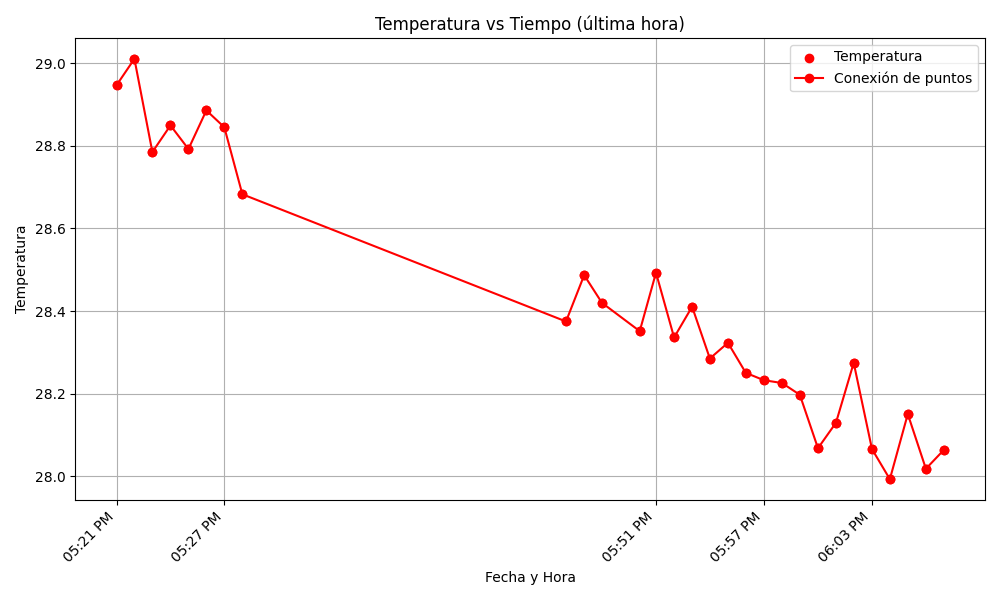 Temperatura vs Tiempo (última hora)
Temperatura
Conexión de puntos
Temperatura
29.0
28.8
28.6
28.4
28.2
28.0
05:21 PM
05:27 PM
05:51 PM
05:57 PM
06:03 PM
Fecha y Hora